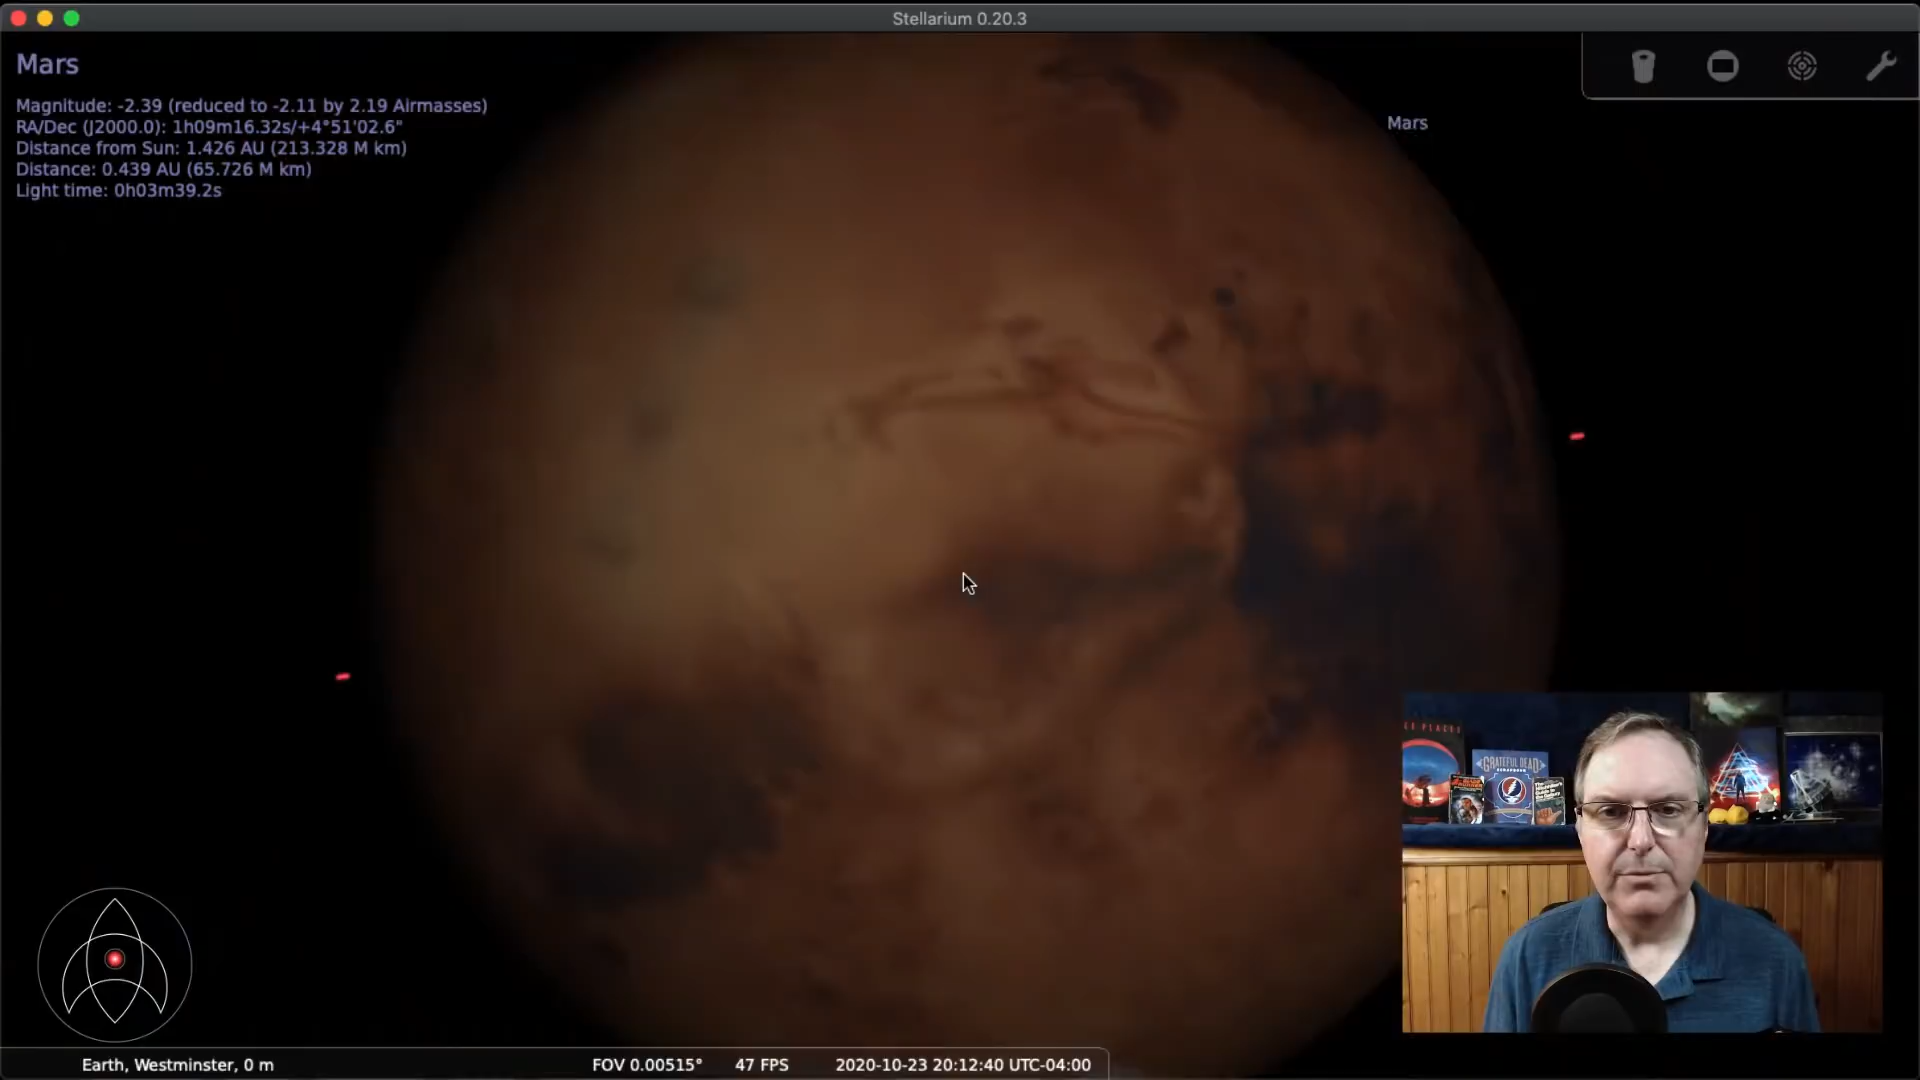 Stellarium 0.20.3
Mars
Magnitude: -2.39 (reduced to -2.11 by 2.19 Airmasses)
RA/Dec (J2000.0): 1h09m16.32s/+4°51'02.6"
Distance from Sun: 1.426 AU (213.328 M km)
Distance: 0.439 AU (65.726 M km)
Light time: 0h03m39.2s
Mars
GRATEFUL DEAD
Earth, Westminster, 0 m
FOV 0.00515°
47 FPS
2020-10-23 20:12:40 UTC-04:00